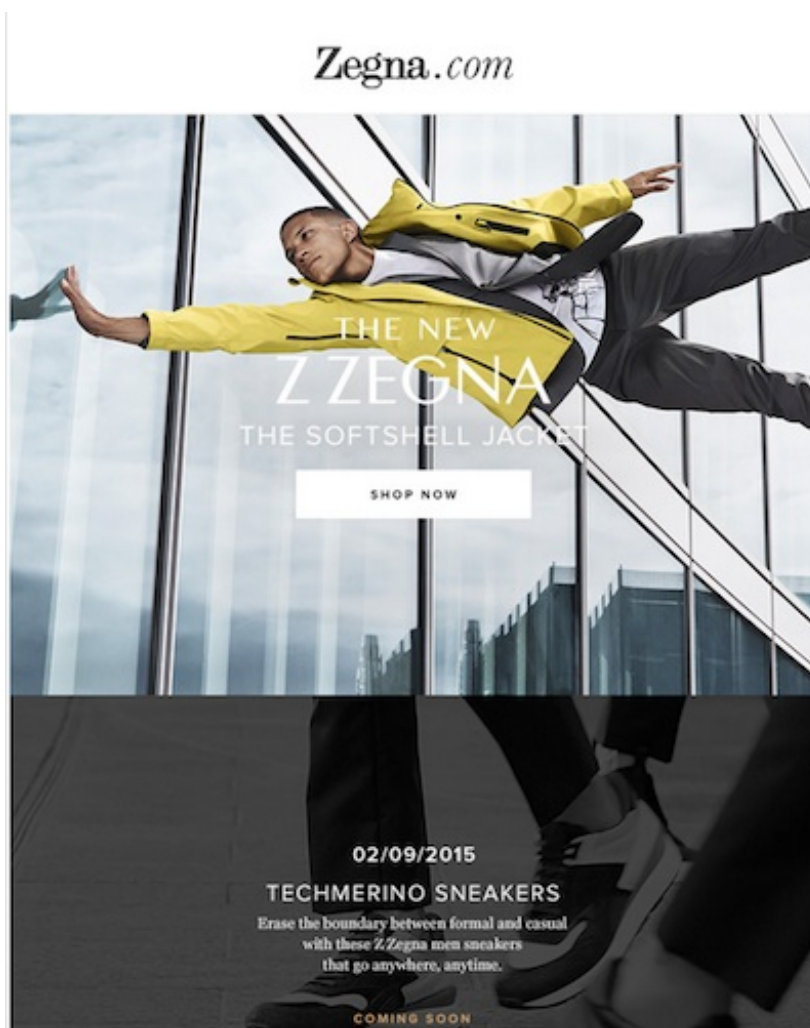 Zegna.com
THE NEW
Z ZEGNA
THE SOFTSHELL JACKET
SHOP NOW
02/09/2015
TECHMERINO SNEAKERS
Erase the boundary between formal and casual
with these Z Zegna men sneakers
that go anywhere, anytime.
COMING SOON